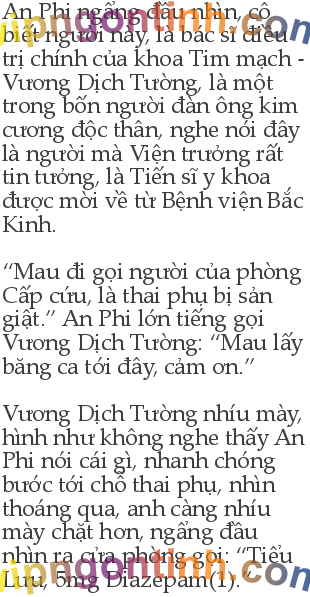 An Phi ngẩng đầu nhìn, cô
biết người này, là bác sĩ điều
trị chính của khoa Tim mạch -
Vương Dịch Tường, là một
trong bốn người đàn ông kim
cương độc thân, nghe nói đây
là người mà Viện trưởng rất
tin tưởng, là Tiến sĩ y khoa
được mời về từ Bệnh viện Bắc
Kinh.
“Mau đi gọi người của phòng
Cấp cứu, là thai phụ bị sản
giật.” An Phi lớn tiếng gọi
Vương Dịch Tường: “Mau lấy
băng ca tới đây, cảm ơn.”
Vương Dịch Tường nhíu mày,
hình như không nghe thấy An
Phi nói cái gì, nhanh chóng
bước tới chỗ thai phụ, nhìn
thoáng qua, anh càng nhíu
mày chặt hơn, ngẩng đầu
nhìn ra cửa phòng gọi: “Tiểu
Lưu, 5mg Diazepam(1).”
vipngontinh.com
vipngontinh.com